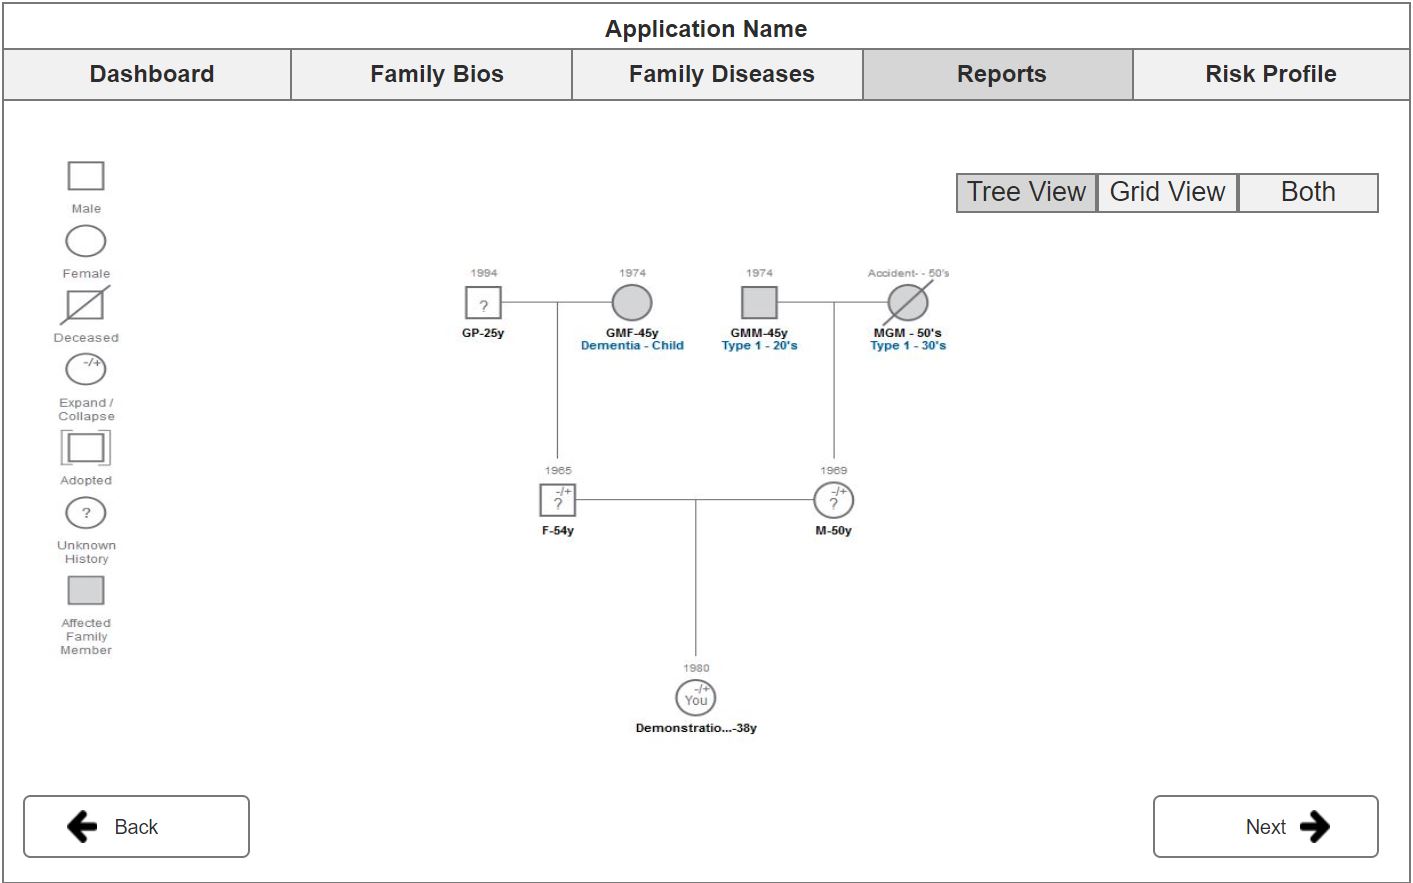 Application Name
Dashboard
Family Bios
Family Diseases
Reports
Risk Profile
Tree View
Grid View
Both
Male
Female
Deceased
-/+
Expand /
Collapse
Adopted
?
Unknown
History
Affected
Family
Member
1994
?
GP-25y
1974
GMF-45y
Dementia - Child
1974
GMM-45y
Type 1 - 20's
Accident- - 50's
MGM - 50's
Type 1 - 30's
1965
-/+
?
F-54y
1969
-/+
?
M-50y
1980
-/+
You
Demonstratio...-38y
Back
Next